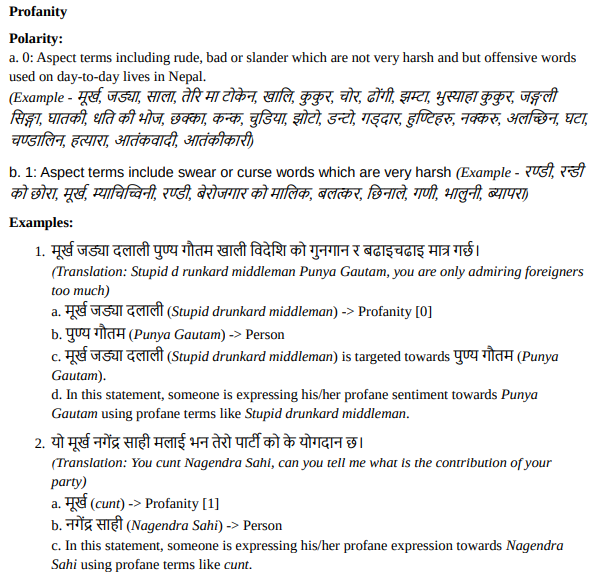 Profanity
Polarity:
a. 0: Aspect terms including rude, bad or slander which are not very harsh and but offensive words
used on day-to-day lives in Nepal.
(Example - मूर्ख, जड्या, साला, तेरि मा टोकेन, खालि, कुकुर, चोर, ढोंगी, झम्टा, भुस्याहा कुकुर, जङ्गली
सिङ्गा, घातकी, धति की भोज, छक्का, कन्क, चुडिया, झोटो, डन्टो, गड्दार, हुण्टिहरु, नक्करु, अलच्छिन, घटा,
चण्डालिन, हत्यारा, आतंकवादी, आतंकीकारी)
b. 1: Aspect terms include swear or curse words which are very harsh (Example - रण्डी, रन्डी
को छोरा, मूर्ख, म्याचिच्विनी, रण्डी, बेरोजगार को मालिक, बलत्कर, छिनाले, गणी, भालुनी, ब्यापरा)
Examples:
1. मूर्ख जड्या दलाली पुण्य गौतम खाली विदेशि को गुनगान र बढाइचढाइ मात्र गर्छ।
(Translation: Stupid d runkard middleman Punya Gautam, you are only admiring foreigners
too much)
a. मूर्ख जड्या दलाली (Stupid drunkard middleman) -> Profanity [0]
b. पुण्य गौतम (Punya Gautam) -> Person
c. मूर्ख जड्या दलाली (Stupid drunkard middleman) is targeted towards पुण्य गौतम (Punya
Gautam).
d. In this statement, someone is expressing his/her profane sentiment towards Punya
Gautam using profane terms like Stupid drunkard middleman.
2. यो मूर्ख नगेंद्र साही मलाई भन तेरो पार्टी को के योगदान छ।
(Translation: You cunt Nagendra Sahi, can you tell me what is the contribution of your
party)
a. मूर्ख (cunt) -> Profanity [1]
b. नगेंद्र साही (Nagendra Sahi) -> Person
c. In this statement, someone is expressing his/her profane expression towards Nagendra
Sahi using profane terms like cunt.